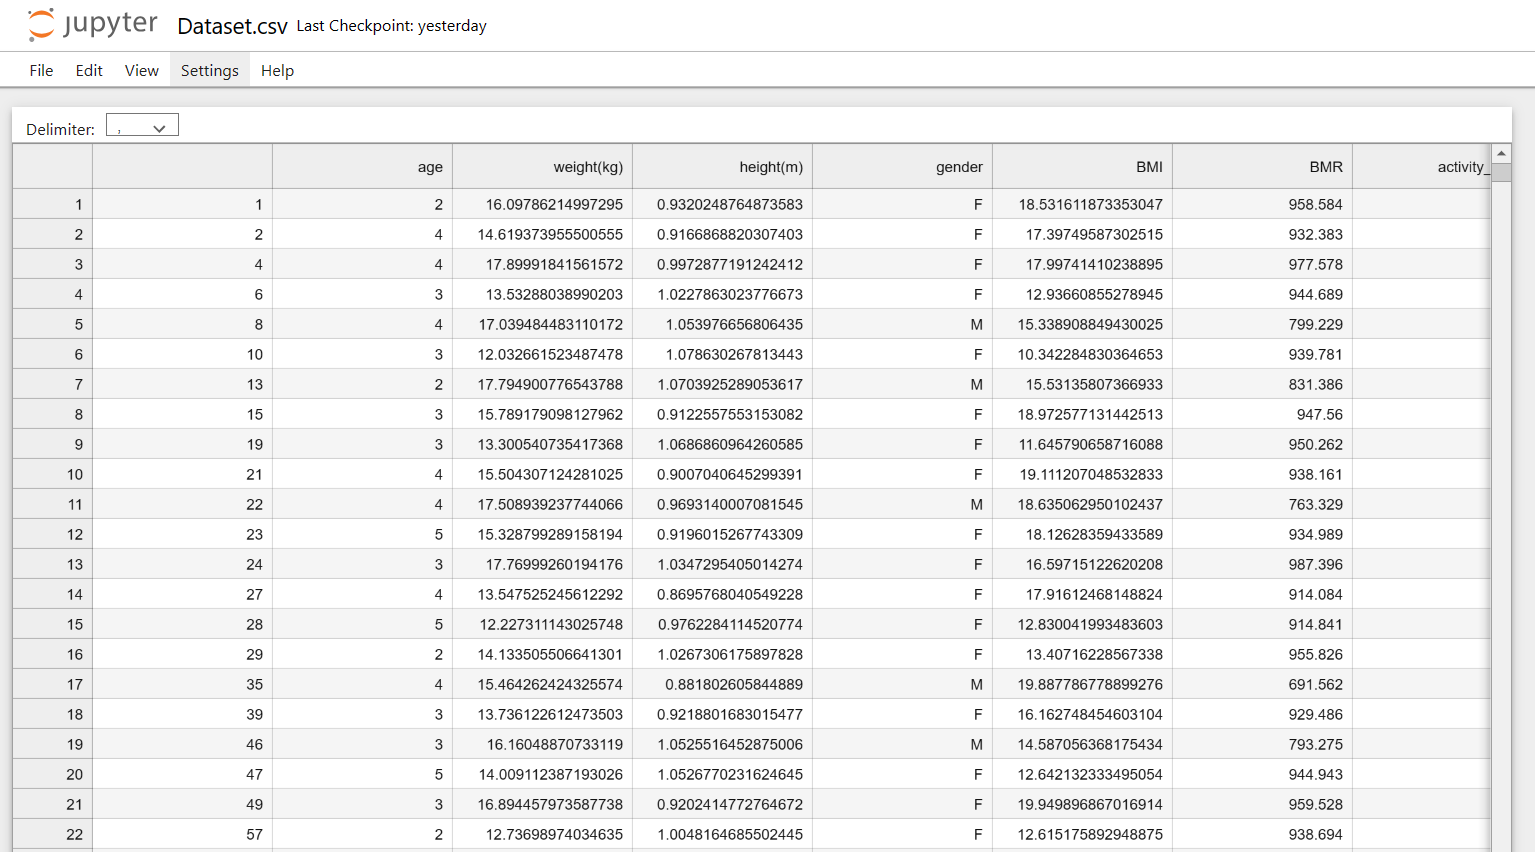 jupyter Dataset.csv Last Checkpoint: yesterday
File Edit View Settings Help
Delimiter: ,
age weight(kg) height(m) gender BMI BMR activity_
1 1 2 16.09786214997295 0.9320248764873583 F 18.531611873353047 958.584
2 2 4 14.619373955500555 0.9166868820307403 F 17.39749587302515 932.383
3 4 4 17.89991841561572 0.9972877191242412 F 17.99741410238895 977.578
4 6 3 13.53288038990203 1.0227863023776673 F 12.93660855278945 944.689
5 8 4 17.039484483110172 1.053976656806435 M 15.338908849430025 799.229
6 10 3 12.032661523487478 1.078630267813443 F 10.342284830364653 939.781
7 13 2 17.794900776543788 1.0703925289053617 M 15.53135807366933 831.386
8 15 3 15.789179098127962 0.9122557553153082 F 18.972577131442513 947.56
9 19 3 13.300540735417368 1.0686860964260585 F 11.645790658716088 950.262
10 21 4 15.504307124281025 0.9007040645299391 F 19.111207048532833 938.161
11 22 4 17.508939237744066 0.9693140007081545 M 18.635062950102437 763.329
12 23 5 15.328799289158194 0.9196015267743309 F 18.12628359433589 934.989
13 24 3 17.76999260194176 1.0347295405014274 F 16.59715122620208 987.396
14 27 4 13.547525245612292 0.8695768040549228 F 17.91612468148824 914.084
15 28 5 12.227311143025748 0.9762284114520774 F 12.830041993483603 914.841
16 29 2 14.133505506641301 1.0267306175897828 F 13.40716228567338 955.826
17 35 4 15.464262424325574 0.881802605844889 M 19.887786778899276 691.562
18 39 3 13.736122612473503 0.9218801683015477 F 16.162748454603104 929.486
19 46 3 16.16048870733119 1.0525516452875006 M 14.587056368175434 793.275
20 47 5 14.009112387193026 1.0526770231624645 F 12.642132333495054 944.943
21 49 3 16.894457973587738 0.9202414772764672 F 19.949896867016914 959.528
22 57 2 12.73698974034635 1.0048164685502445 F 12.615175892948875 938.694